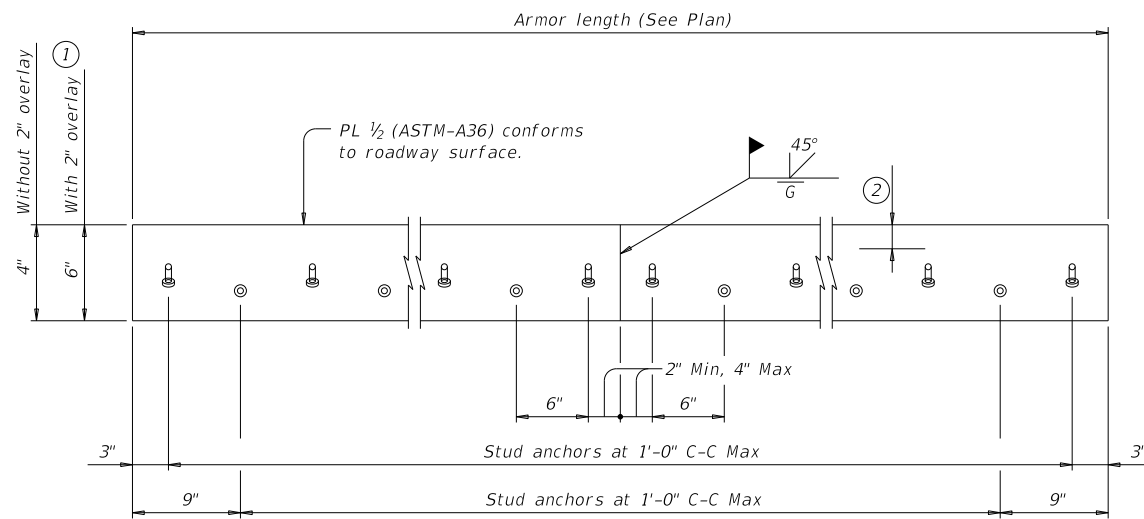 Armor length (See Plan)
Without 2" overlay
1
With 2" overlay
PL ½ (ASTM-A36) conforms
to roadway surface.
45°
G
2
4"
6"
2" Min, 4" Max
6"
6"
3"
Stud anchors at 1'-0" C-C Max
3"
9"
Stud anchors at 1'-0" C-C Max
9"